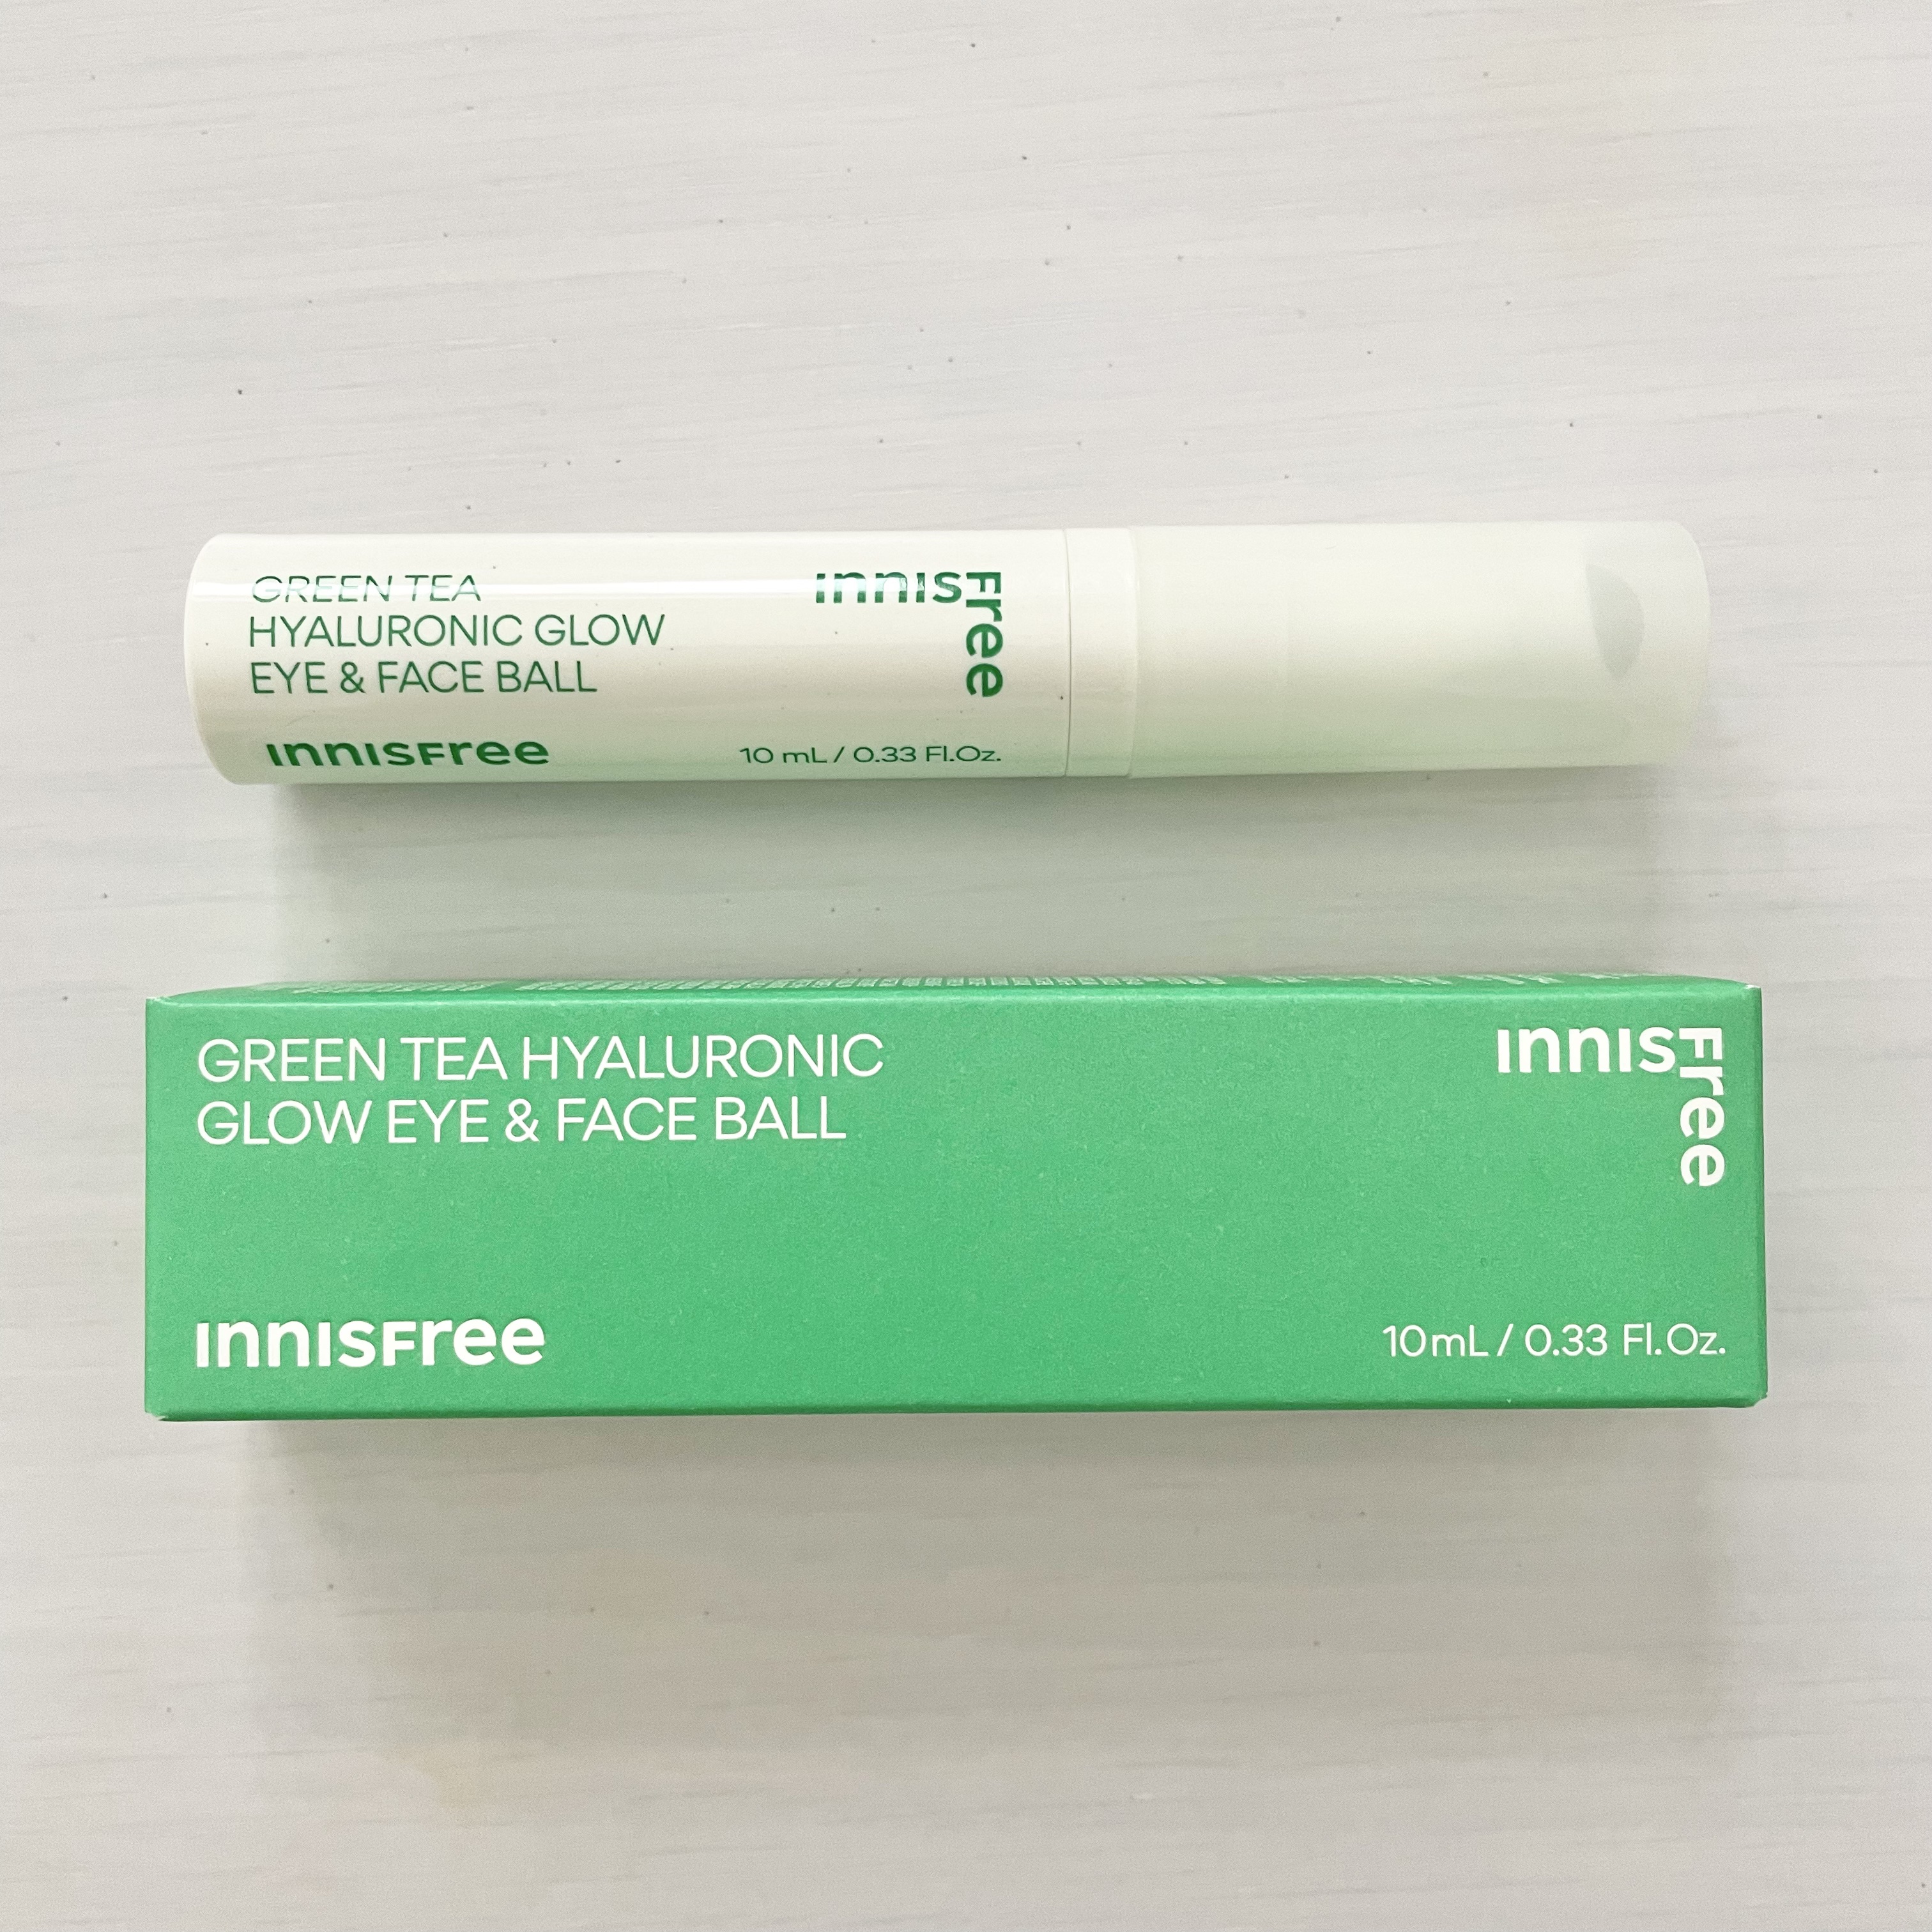 GREEN TEA
HYALURONIC GLOW
EYE & FACE BALL
InnisFree
InnisFree
10 mL / 0.33 Fl.Oz.
GREEN TEA HYALURONIC
GLOW EYE & FACE BALL
InnisFree
InnisFree
10mL / 0.33 Fl.Oz.